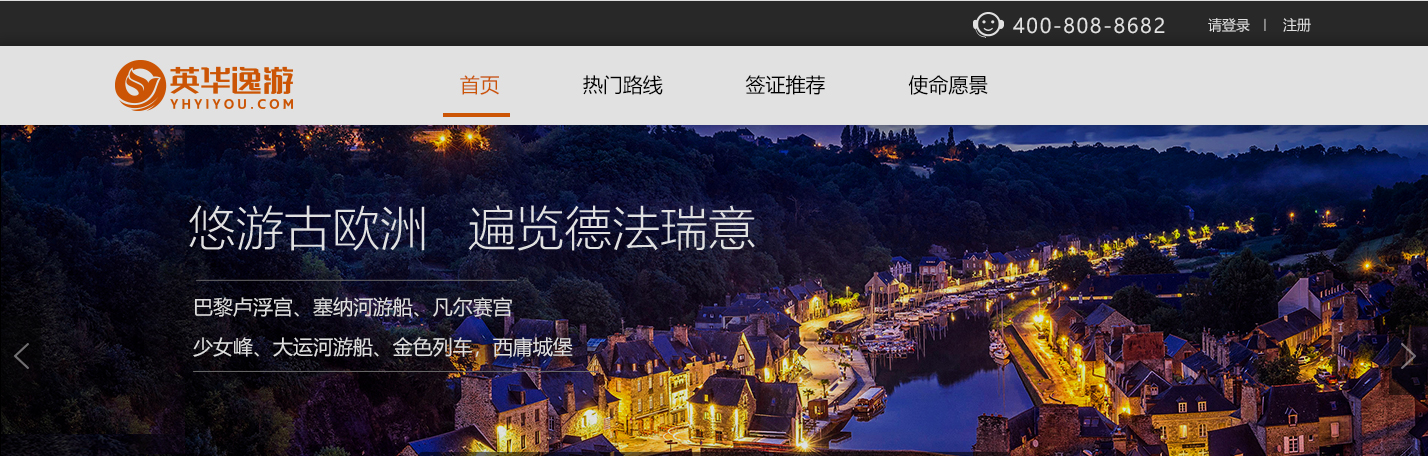 400-808-8682 请登录 | 注册
英华逸游
YHYIYOU.COM
首页 热门路线 签证推荐 使命愿景
悠游古欧洲 遍览德法瑞意
巴黎卢浮宫、塞纳河游船、凡尔赛宫
少女峰、大运河游船、金色列车，西庸城堡